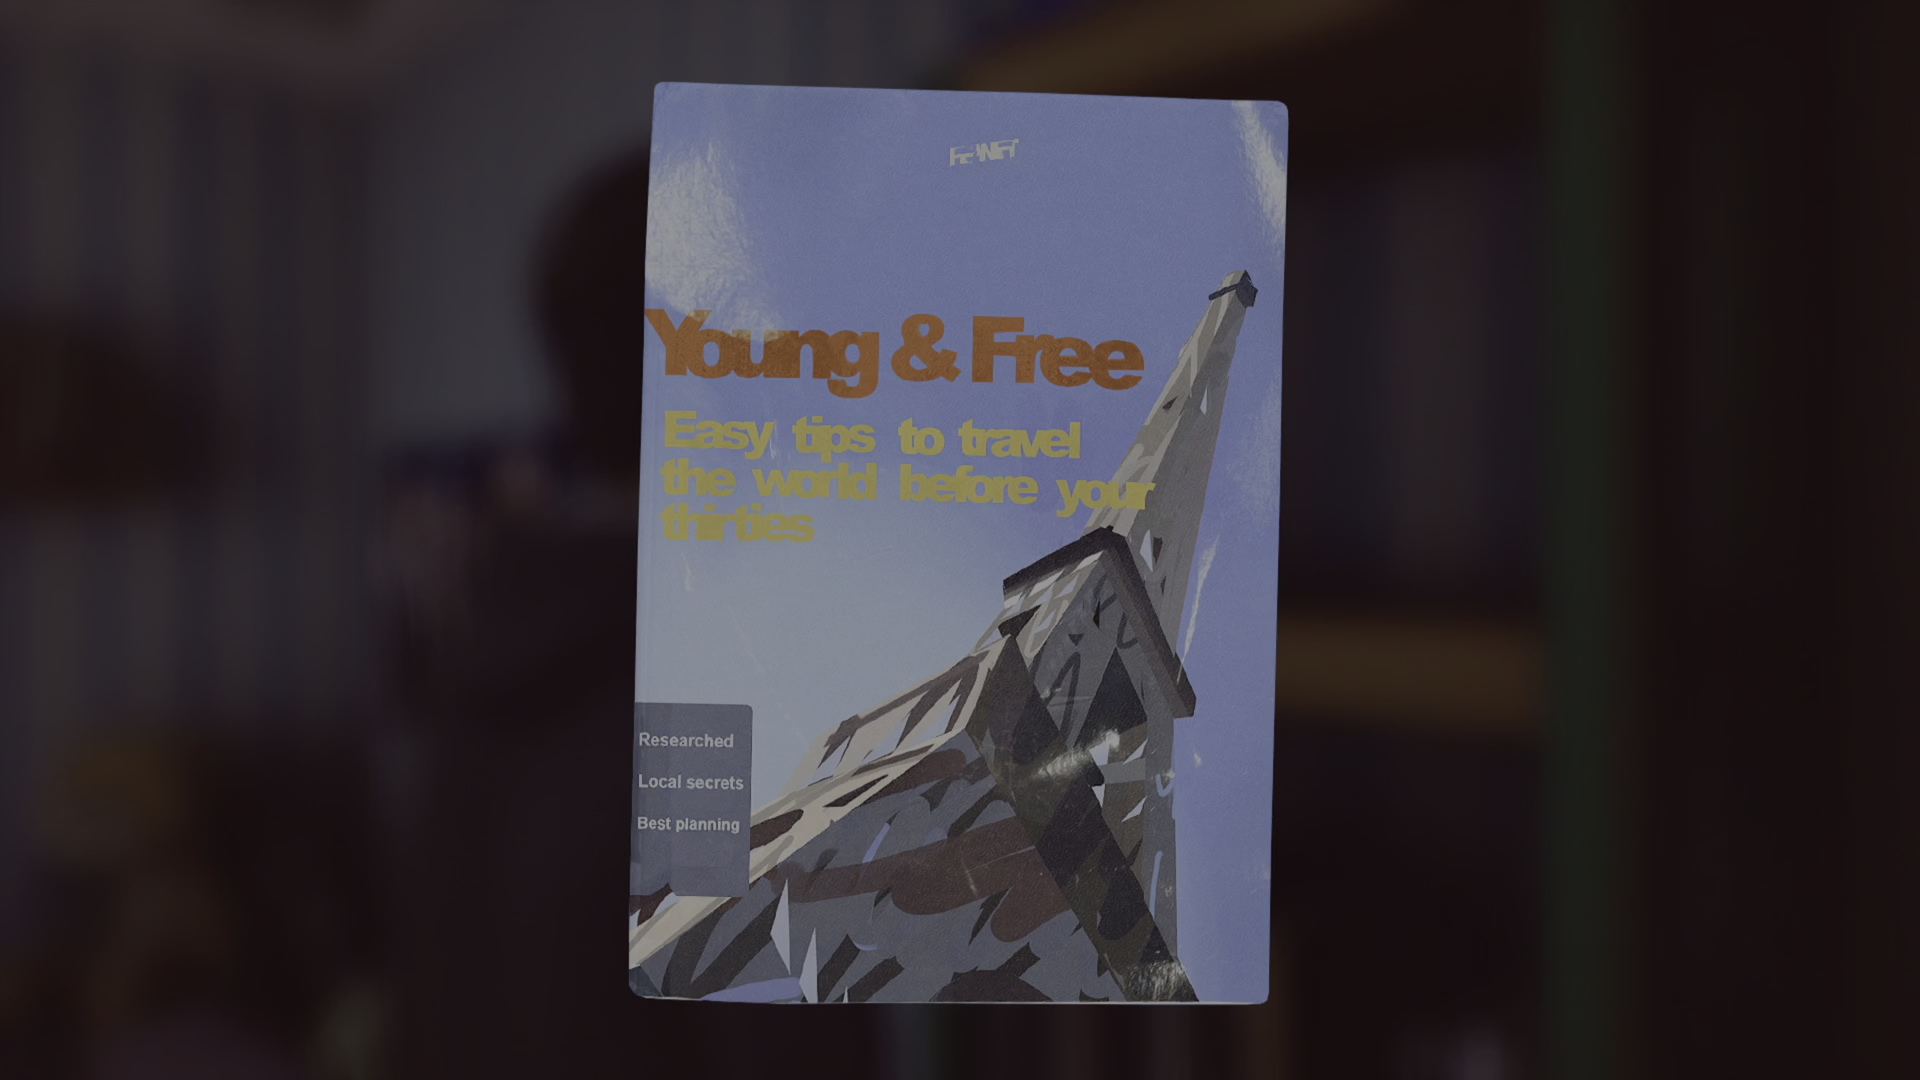 Young & Free
Easy tips to travel
the world before your
thirties
Researched
Local secrets
Best planning